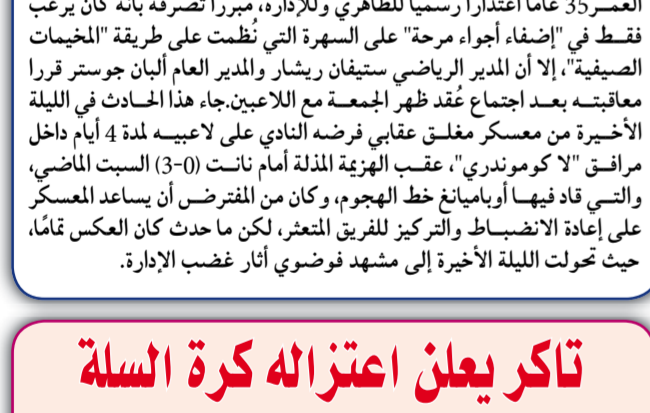 العمر 35 عاما اعتذارا رسميا للطاهري وللإدارة، مبررا تصرفه بأنه كان يرغب
فقط في "إضفاء أجواء مرحة" على السهرة التي نُظمت على طريقة "المخيمات
الصيفية"، إلا أن المدير الرياضي ستيفان ريشار والمدير العام ألبان جوستر قررا
معاقبته بعد اجتماع عُقد ظهر الجمعة مع اللاعبين.جاء هذا الحادث في الليلة
الأخيرة من معسكر مغلق عقابي فرضه النادي على لاعبيه لمدة 4 أيام داخل
مرافق "لا كوموندري"، عقب الهزيمة المذلة أمام نانت (0-3) السبت الماضي،
والتي قاد فيها أوباميانغ خط الهجوم، وكان من المفترض أن يساعد المعسكر
على إعادة الانضباط والتركيز للفريق المتعثر، لكن ما حدث كان العكس تمامًا،
حيث تحولت الليلة الأخيرة إلى مشهد فوضوي أثار غضب الإدارة.
تاكر يعلن اعتزاله كرة السلة